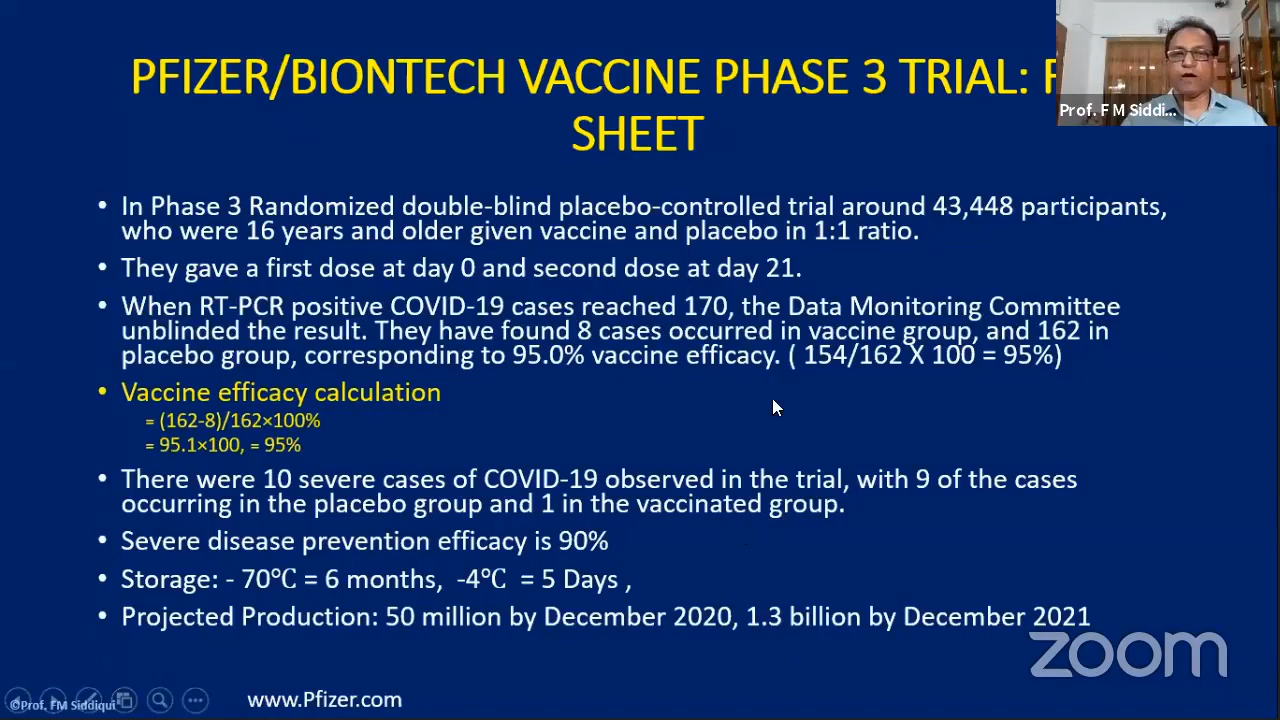 PFIZER/BIONTECH VACCINE PHASE 3 TRIAL:
SHEET
Prof. F M Siddi...
• In Phase 3 Randomized double-blind placebo-controlled trial around 43,448 participants,
who were 16 years and older given vaccine and placebo in 1:1 ratio.
• They gave a first dose at day 0 and second dose at day 21.
• When RT-PCR positive COVID-19 cases reached 170, the Data Monitoring Committee
unblinded the result. They have found 8 cases occurred in vaccine group, and 162 in
placebo group, corresponding to 95.0% vaccine efficacy. ( 154/162 X 100 = 95%)
• Vaccine efficacy calculation
= (162-8)/162×100%
= 95.1×100, = 95%
• There were 10 severe cases of COVID-19 observed in the trial, with 9 of the cases
occurring in the placebo group and 1 in the vaccinated group.
• Severe disease prevention efficacy is 90%
• Storage: - 70℃ = 6 months, -4℃ = 5 Days ,
• Projected Production: 50 million by December 2020, 1.3 billion by December 2021
zoom
©Prof. FM Siddiqui
www.Pfizer.com